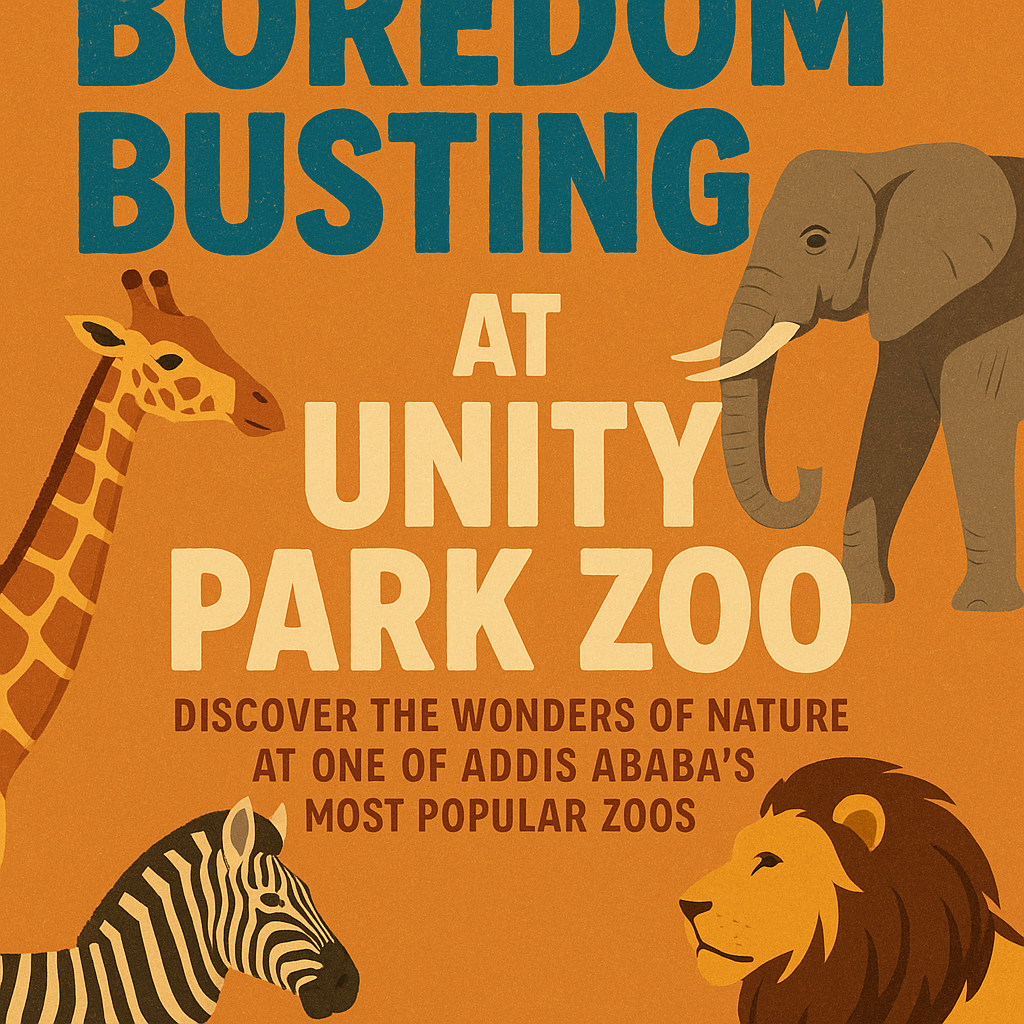 BOREDOM
BUSTING
AT
UNITY
PARK ZOO
DISCOVER THE WONDERS OF NATURE
AT ONE OF ADDIS ABABA'S
MOST POPULAR ZOOS